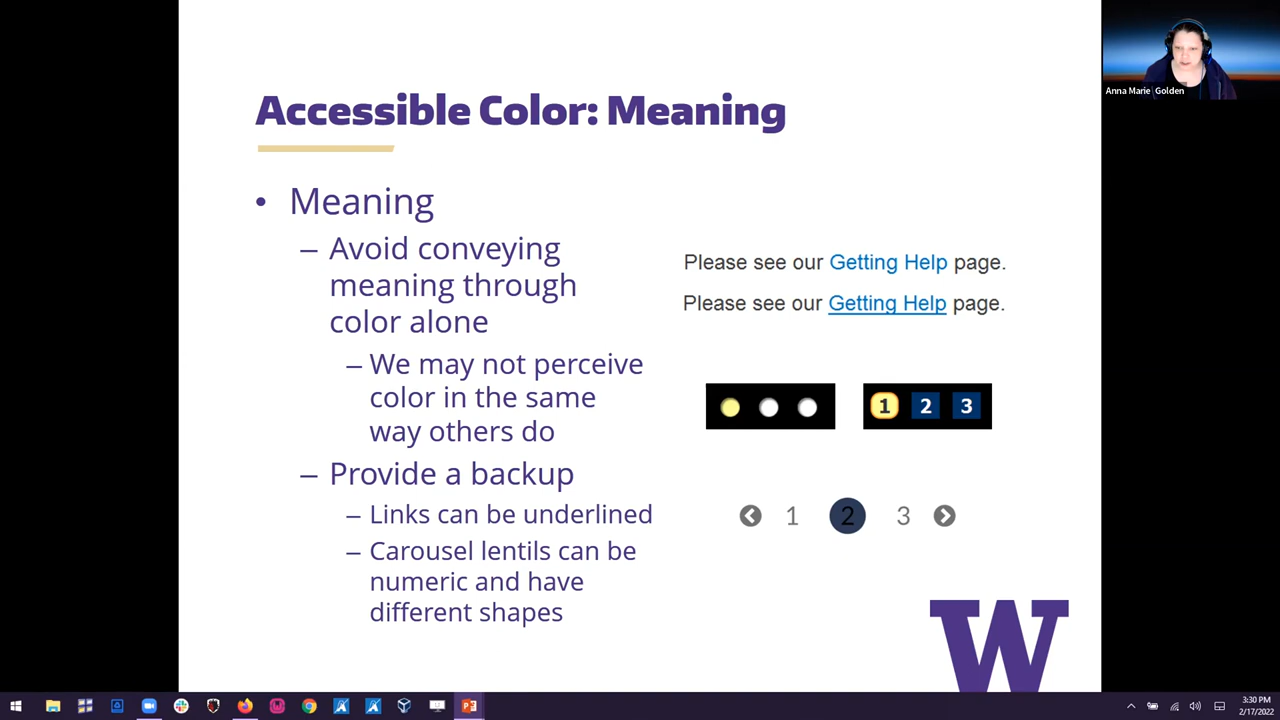 Anna Marie Golden
Accessible Color: Meaning
• Meaning
– Avoid conveying
meaning through
color alone
– We may not perceive
color in the same
way others do
– Provide a backup
– Links can be underlined
– Carousel lentils can be
numeric and have
different shapes
Please see our Getting Help page.
Please see our Getting Help page.
1 2 3
1 2 3
W
3:30 PM
2/17/2022